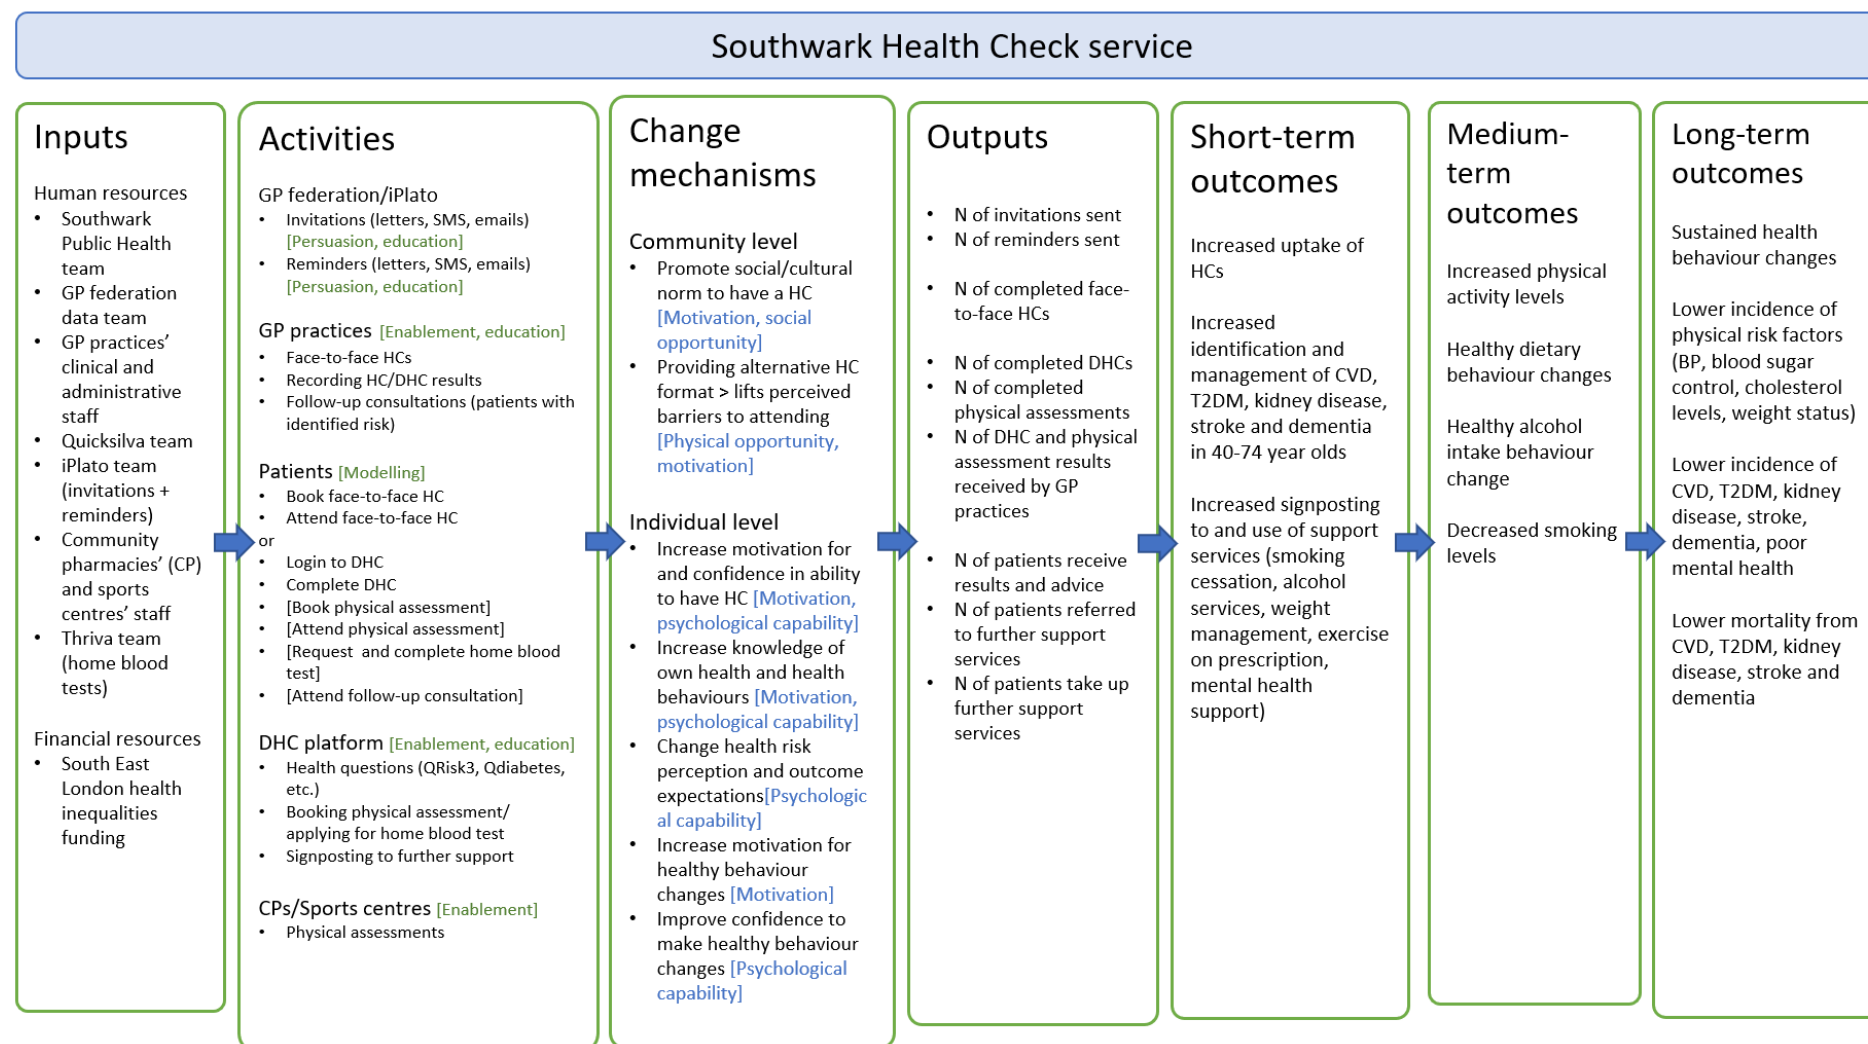 Southwark Health Check service
Inputs
Human resources
• Southwark
Public Health
team
• GP federation
data team
• GP practices’
clinical and
administrative
staff
• Quicksilva team
• iPlato team
(invitations +
reminders)
• Community
pharmacies’ (CP)
and sports
centres’ staff
• Thriva team
(home blood
tests)
Financial resources
• South East
London health
inequalities
funding
Activities
GP federation/iPlato
• Invitations (letters, SMS, emails)
[Persuasion, education]
• Reminders (letters, SMS, emails)
[Persuasion, education]
GP practices [Enablement, education]
• Face-to-face HCs
• Recording HC/DHC results
• Follow-up consultations (patients with
identified risk)
Patients [Modelling]
• Book face-to-face HC
• Attend face-to-face HC
or
• Login to DHC
• Complete DHC
• [Book physical assessment]
• [Attend physical assessment]
• [Request and complete home blood
test]
• [Attend follow-up consultation]
DHC platform [Enablement, education]
• Health questions (QRisk3, Qdiabetes,
etc.)
• Booking physical assessment/
applying for home blood test
• Signposting to further support
CPs/Sports centres [Enablement]
• Physical assessments
Change
mechanisms
Community level
• Promote social/cultural
norm to have a HC
[Motivation, social
opportunity]
• Providing alternative HC
format > lifts perceived
barriers to attending
[Physical opportunity,
motivation]
Individual level
• Increase motivation for
and confidence in ability
to have HC [Motivation,
psychological capability]
• Increase knowledge of
own health and health
behaviours [Motivation,
psychological capability]
• Change health risk
perception and outcome
expectations[Psychologic
al capability]
• Increase motivation for
healthy behaviour
changes [Motivation]
• Improve confidence to
make healthy behaviour
changes [Psychological
capability]
Outputs
• N of invitations sent
• N of reminders sent
• N of completed face-
to-face HCs
• N of completed DHCs
• N of completed
physical assessments
• N of DHC and physical
assessment results
received by GP
practices
• N of patients receive
results and advice
• N of patients referred
to further support
services
• N of patients take up
further support
services
Short-term
outcomes
Increased uptake of
HCs
Increased
identification and
management of CVD,
T2DM, kidney disease,
stroke and dementia
in 40-74 year olds
Increased signposting
to and use of support
services (smoking
cessation, alcohol
services, weight
management, exercise
on prescription,
mental health
support)
Medium-
term
outcomes
Increased physical
activity levels
Healthy dietary
behaviour changes
Healthy alcohol
intake behaviour
change
Decreased smoking
levels
Long-term
outcomes
Sustained health
behaviour changes
Lower incidence of
physical risk factors
(BP, blood sugar
control, cholesterol
levels, weight status)
Lower incidence of
CVD, T2DM, kidney
disease, stroke,
dementia, poor
mental health
Lower mortality from
CVD, T2DM, kidney
disease, stroke and
dementia